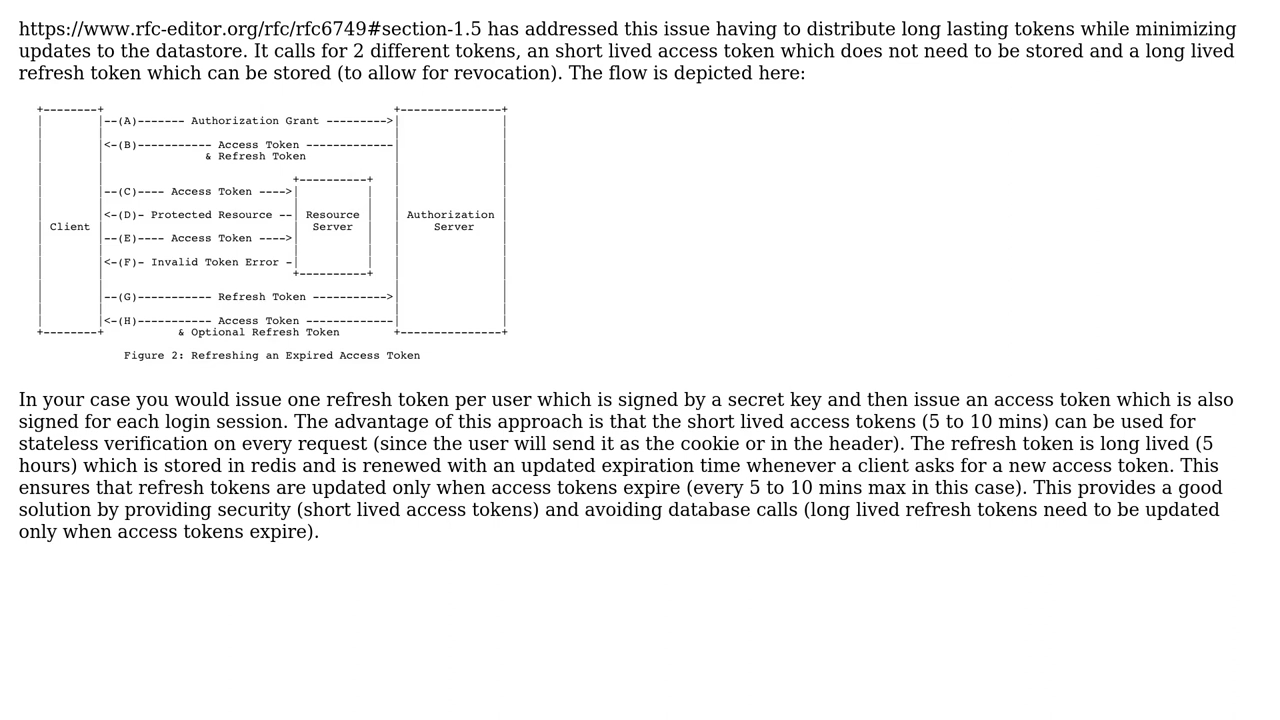 https://www.rfc-editor.org/rfc/rfc6749#section-1.5 has addressed this issue having to distribute long lasting tokens while minimizing
updates to the datastore. It calls for 2 different tokens, an short lived access token which does not need to be stored and a long lived
refresh token which can be stored (to allow for revocation). The flow is depicted here:
+--------+                                           +---------------+
|        |--(A)------- Authorization Grant --------->|               |
|        |                                           |               |
|        |<-(B)----------- Access Token -------------|               |
|        |               & Refresh Token             |               |
|        |                                           |               |
|        |                            +----------+   |               |
|        |--(C)---- Access Token ---->|          |   |               |
|        |                            |          |   |               |
|        |<-(D)- Protected Resource --| Resource |   | Authorization |
| Client |                            |  Server  |   |     Server    |
|        |--(E)---- Access Token ---->|          |   |               |
|        |                            |          |   |               |
|        |<-(F)- Invalid Token Error -|          |   |               |
|        |                            +----------+   |               |
|        |                                           |               |
|        |--(G)----------- Refresh Token ----------->|               |
|        |                                           |               |
|        |<-(H)----------- Access Token -------------|               |
+--------+           & Optional Refresh Token        +---------------+
Figure 2: Refreshing an Expired Access Token
In your case you would issue one refresh token per user which is signed by a secret key and then issue an access token which is also
signed for each login session. The advantage of this approach is that the short lived access tokens (5 to 10 mins) can be used for
stateless verification on every request (since the user will send it as the cookie or in the header). The refresh token is long lived (5
hours) which is stored in redis and is renewed with an updated expiration time whenever a client asks for a new access token. This
ensures that refresh tokens are updated only when access tokens expire (every 5 to 10 mins max in this case). This provides a good
solution by providing security (short lived access tokens) and avoiding database calls (long lived refresh tokens need to be updated
only when access tokens expire).